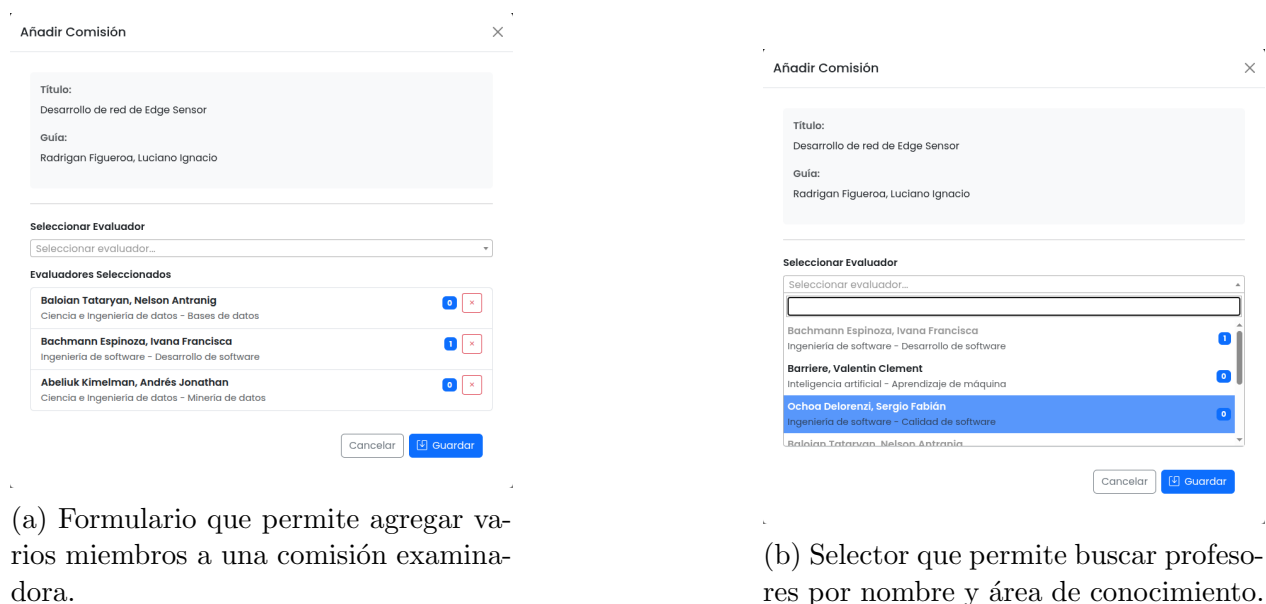 Añadir Comisión
×
Título:
Desarrollo de red de Edge Sensor
Guía:
Radrigan Figueroa, Luciano Ignacio
Seleccionar Evaluador
Seleccionar evaluador...
Evaluadores Seleccionados
Baloian Tataryan, Nelson Antranig
0 ×
Ciencia e Ingeniería de datos - Bases de datos
Bachmann Espinoza, Ivana Francisca
1 ×
Ingeniería de software - Desarrollo de software
Abeliuk Kimelman, Andrés Jonathan
0 ×
Ciencia e Ingeniería de datos - Minería de datos
Cancelar Guardar
(a) Formulario que permite agregar va-
rios miembros a una comisión examina-
dora.
Añadir Comisión
×
Título:
Desarrollo de red de Edge Sensor
Guía:
Radrigan Figueroa, Luciano Ignacio
Seleccionar Evaluador
Seleccionar evaluador...
Bachmann Espinoza, Ivana Francisca
1
Ingeniería de software - Desarrollo de software
Barriere, Valentin Clement
0
Inteligencia artificial - Aprendizaje de máquina
Ochoa Delorenzi, Sergio Fabián
0
Ingeniería de software - Calidad de software
Baloian Tataryan, Nelson Antranig
Cancelar Guardar
(b) Selector que permite buscar profeso-
res por nombre y área de conocimiento.